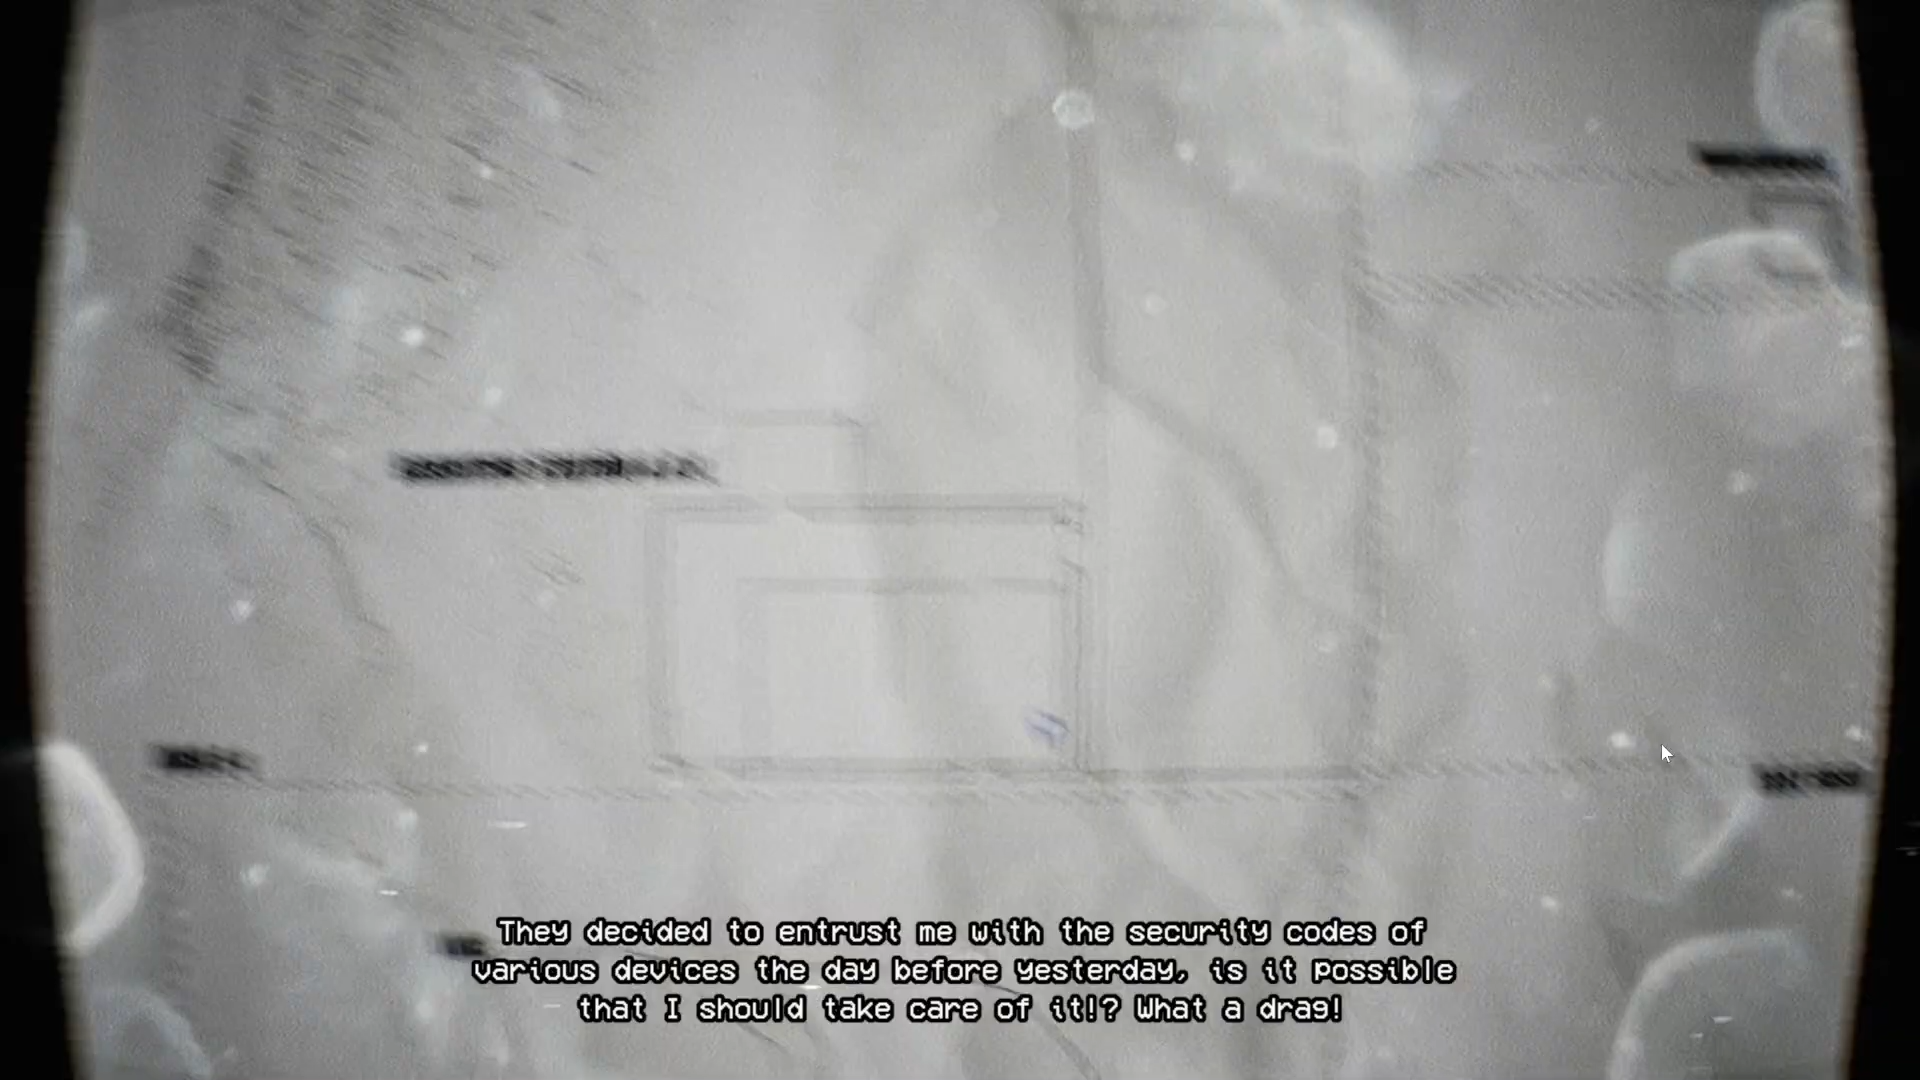 They decided to entrust me with the security codes of
various devices the day before yesterday, is it possible
that I should take care of it!? What a drag!